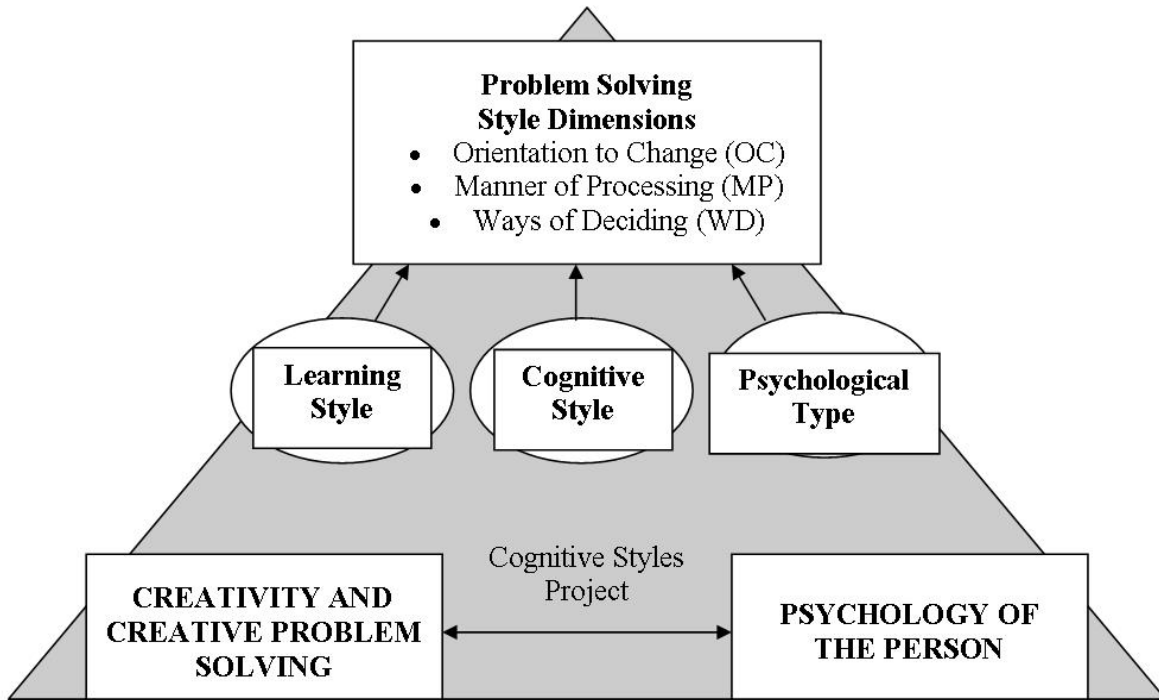 Problem Solving
Style Dimensions
• Orientation to Change (OC)
• Manner of Processing (MP)
• Ways of Deciding (WD)
Learning
Style
Cognitive
Style
Psychological
Type
Cognitive Styles
Project
CREATIVITY AND
CREATIVE PROBLEM
SOLVING
PSYCHOLOGY OF
THE PERSON